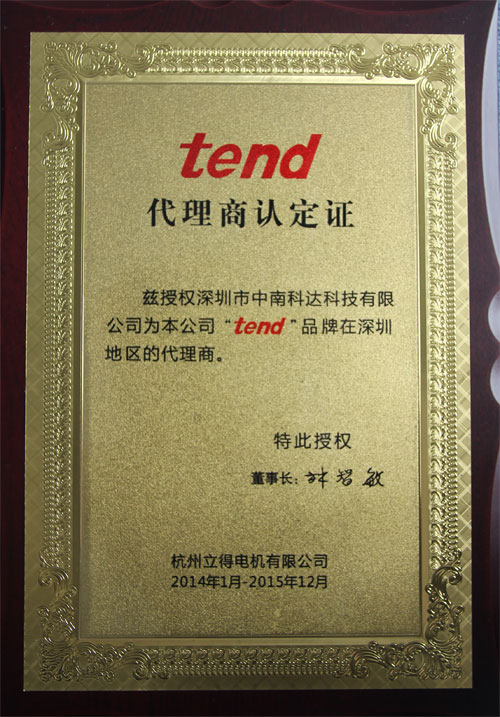 tend
代理商认定证
兹授权深圳市中南科达科技有限
公司为本公司“tend”品牌在深圳
地区的代理商。
特此授权
董事长：林智敏
杭州立得电机有限公司
2014年1月-2015年12月